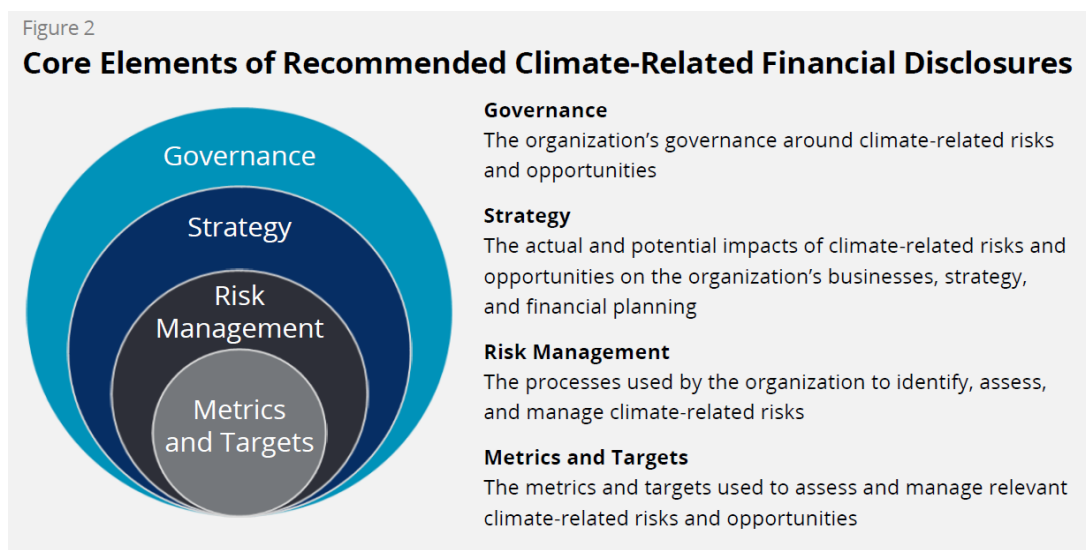 Figure 2
Core Elements of Recommended Climate-Related Financial Disclosures
Governance
Strategy
Risk
Management
Metrics
and Targets
Governance
The organization’s governance around climate-related risks
and opportunities
Strategy
The actual and potential impacts of climate-related risks and
opportunities on the organization’s businesses, strategy,
and financial planning
Risk Management
The processes used by the organization to identify, assess,
and manage climate-related risks
Metrics and Targets
The metrics and targets used to assess and manage relevant
climate-related risks and opportunities